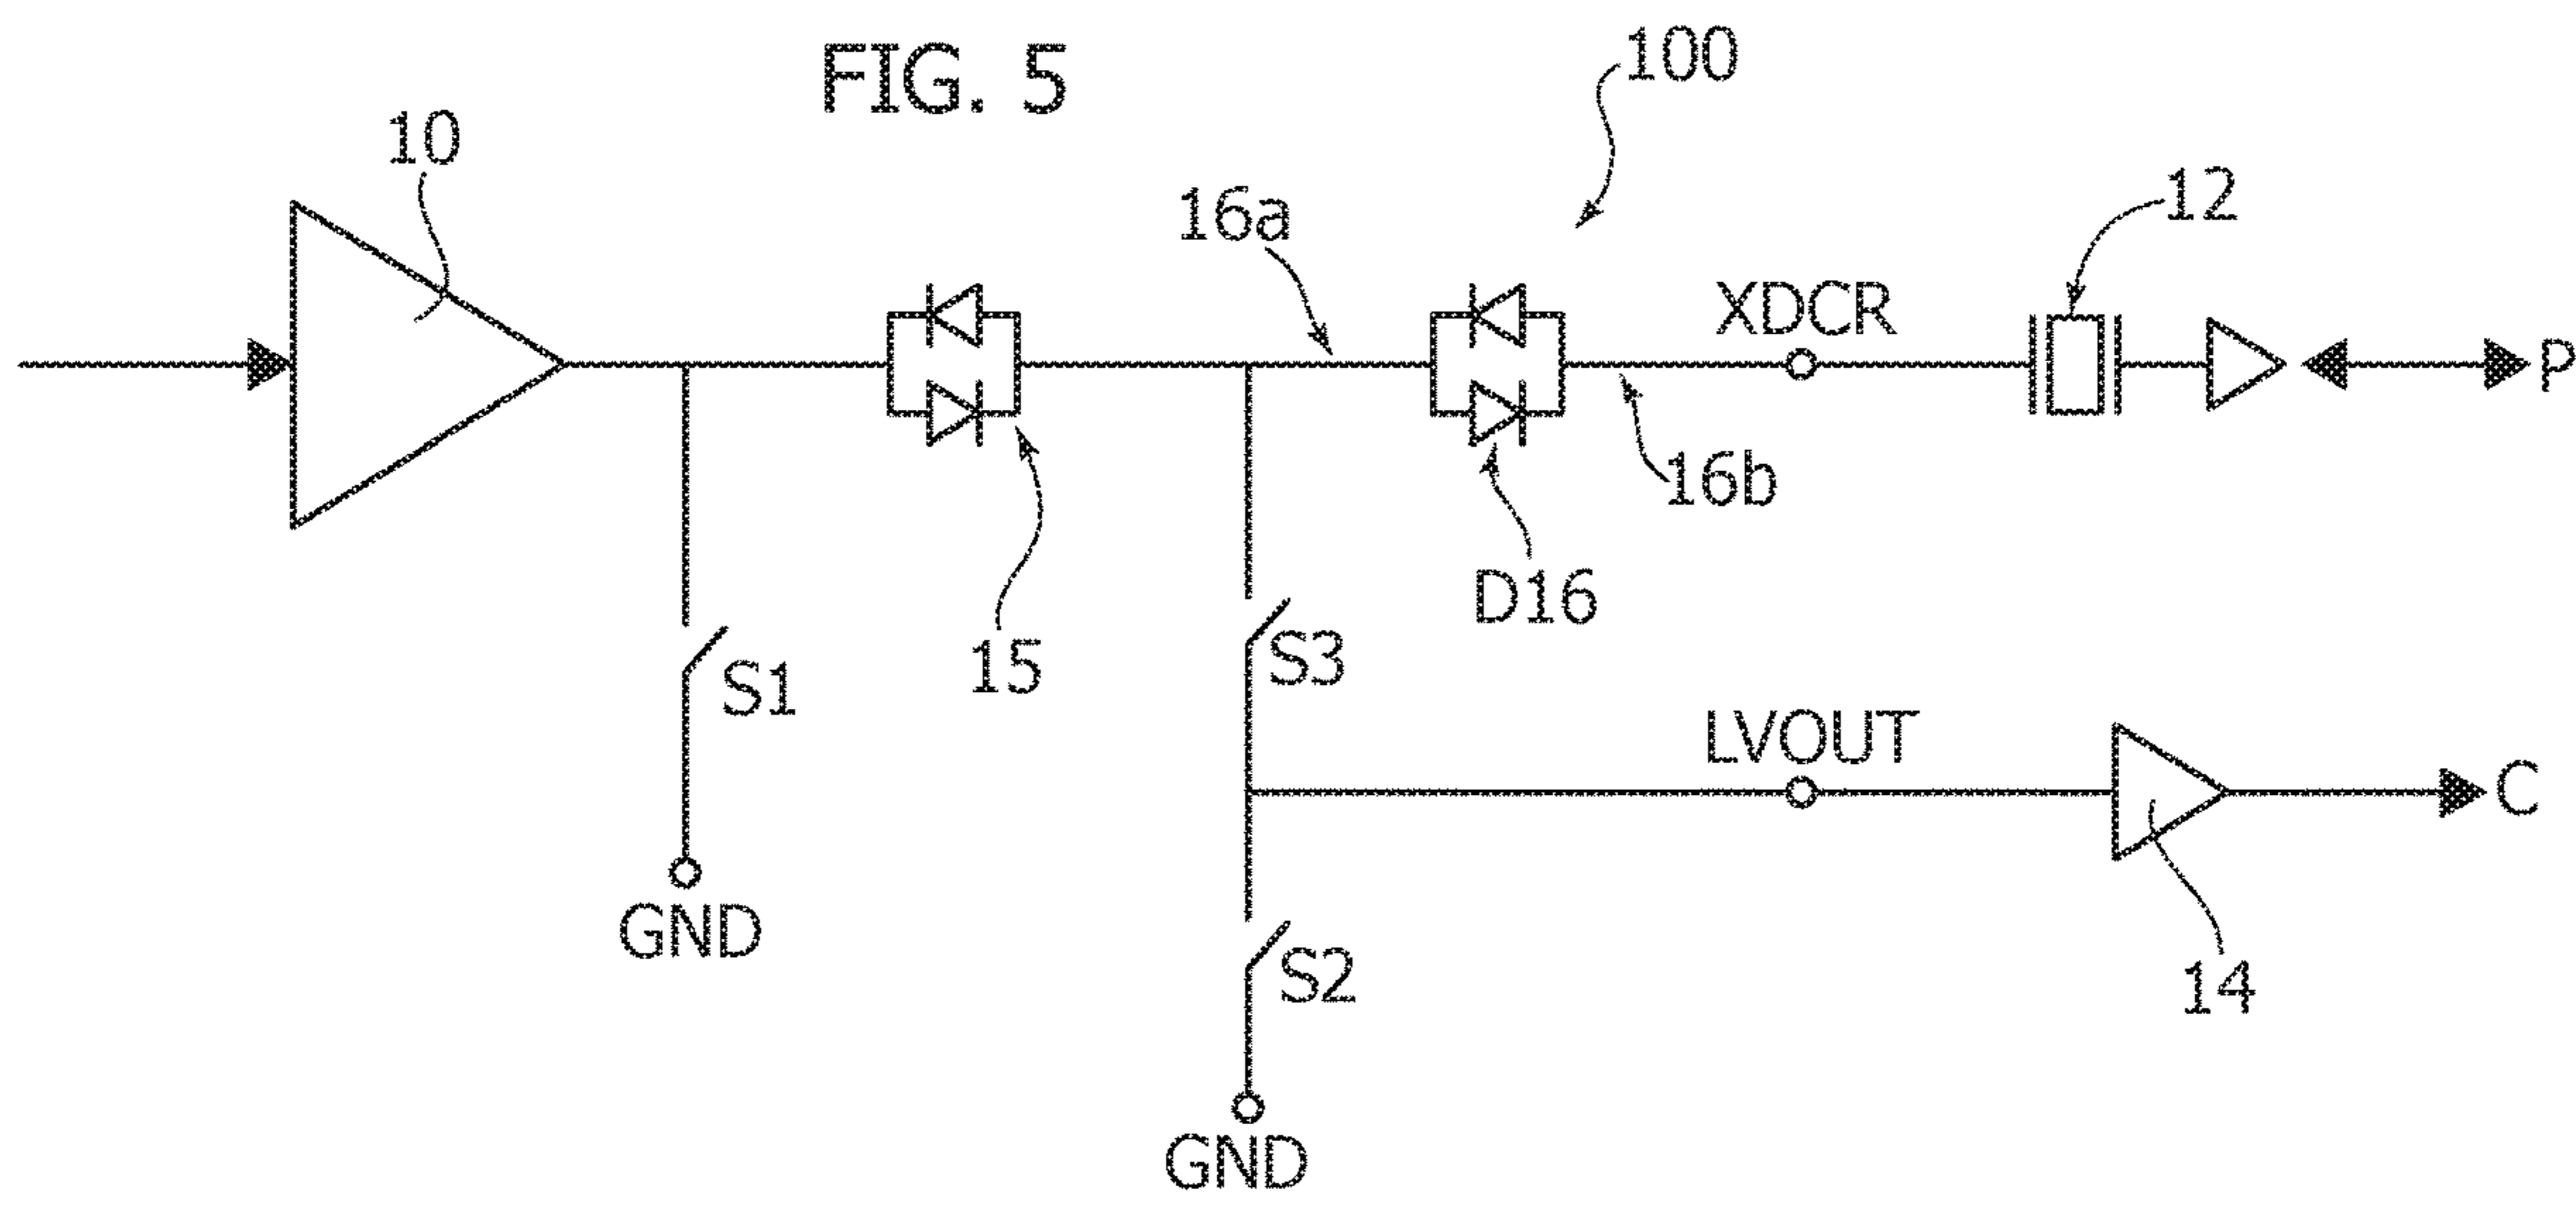 FIG. 5
100
10
12
16a
XDCR
P
16b
D16
S3
15
S1
LVOUT
C
GND
S2
14
GND